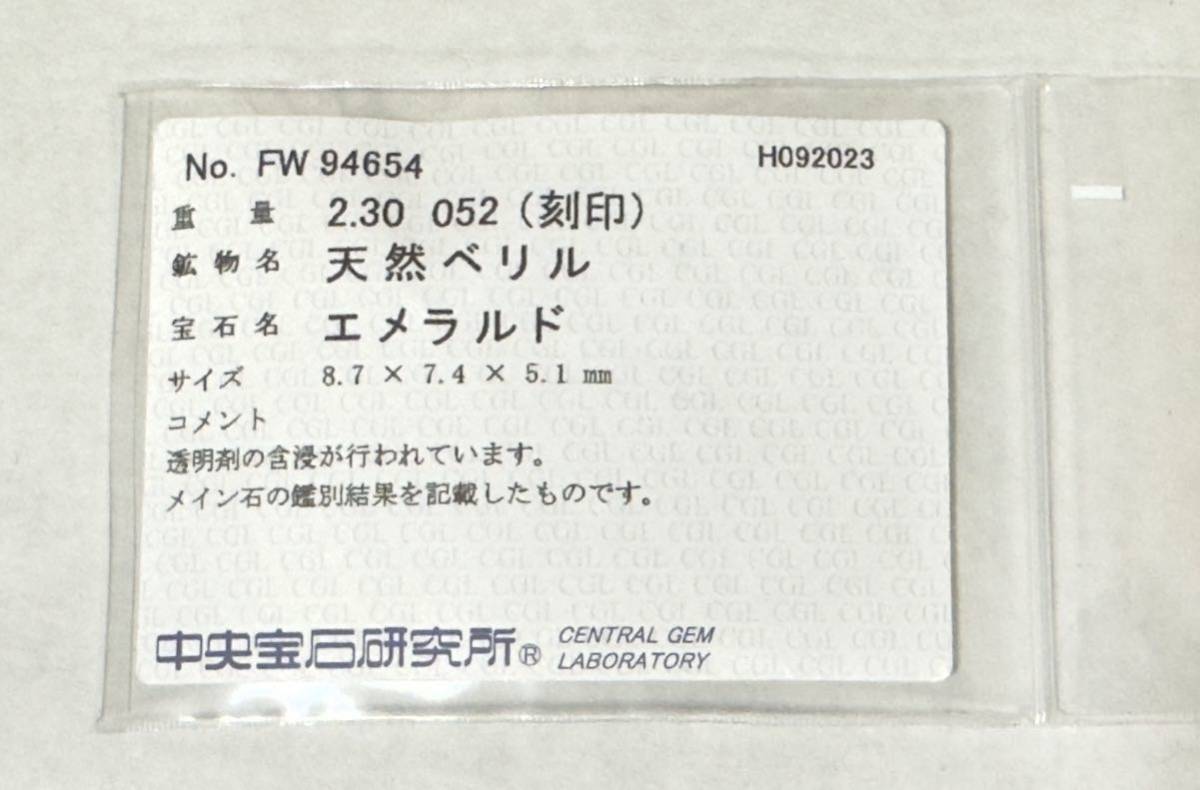 No. FW 94654 H092023
重量 2.30 052 (刻印)
鉱物名 天然ベリル
宝石名 エメラルド
サイズ 8.7 × 7.4 × 5.1 mm
コメント
透明剤の含浸が行われています。
メイン石の鑑別結果を記載したものです。
中央宝石研究所® CENTRAL GEM
LABORATORY